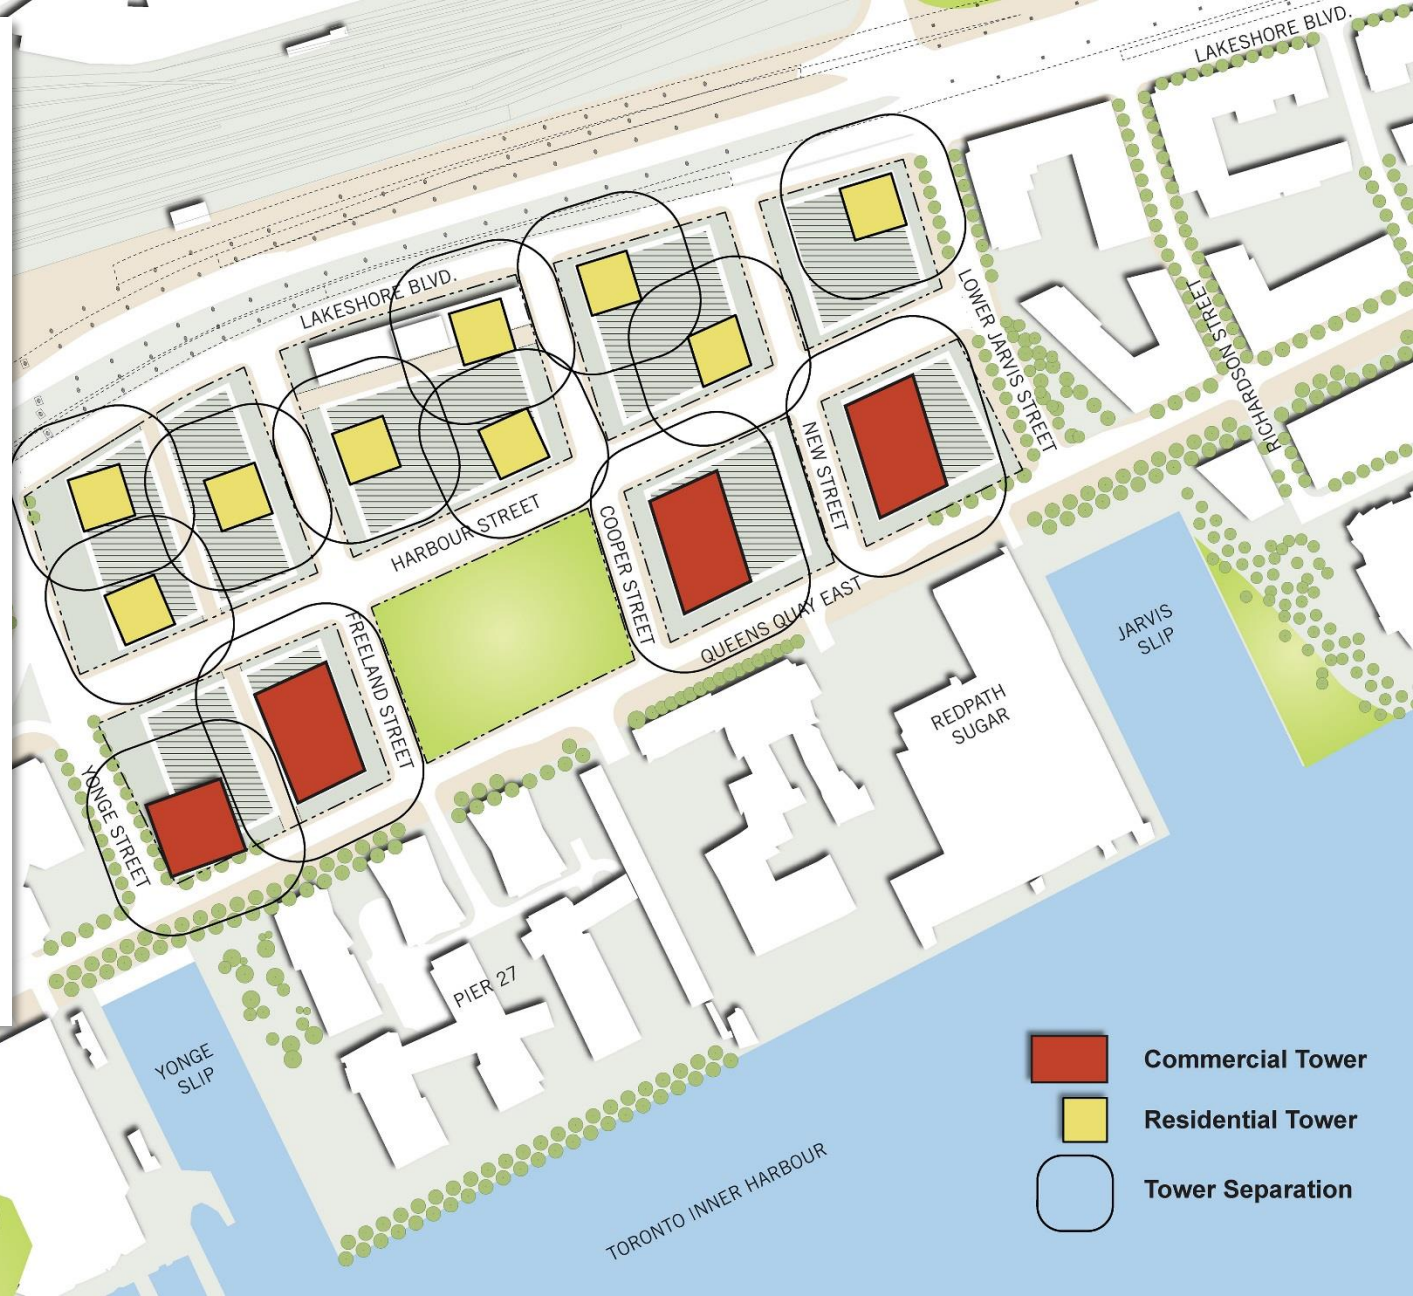 LAKESHORE BLVD.
LAKESHORE BLVD.
LOWER JARVIS STREET
RICHARDSON STREET
HARBOUR STREET
COOPER STREET
NEW STREET
QUEENS QUAY EAST
FREELAND STREET
YONGE STREET
JARVIS
SLIP
REDPATH
SUGAR
PIER 27
YONGE
SLIP
TORONTO INNER HARBOUR
Commercial Tower
Residential Tower
Tower Separation